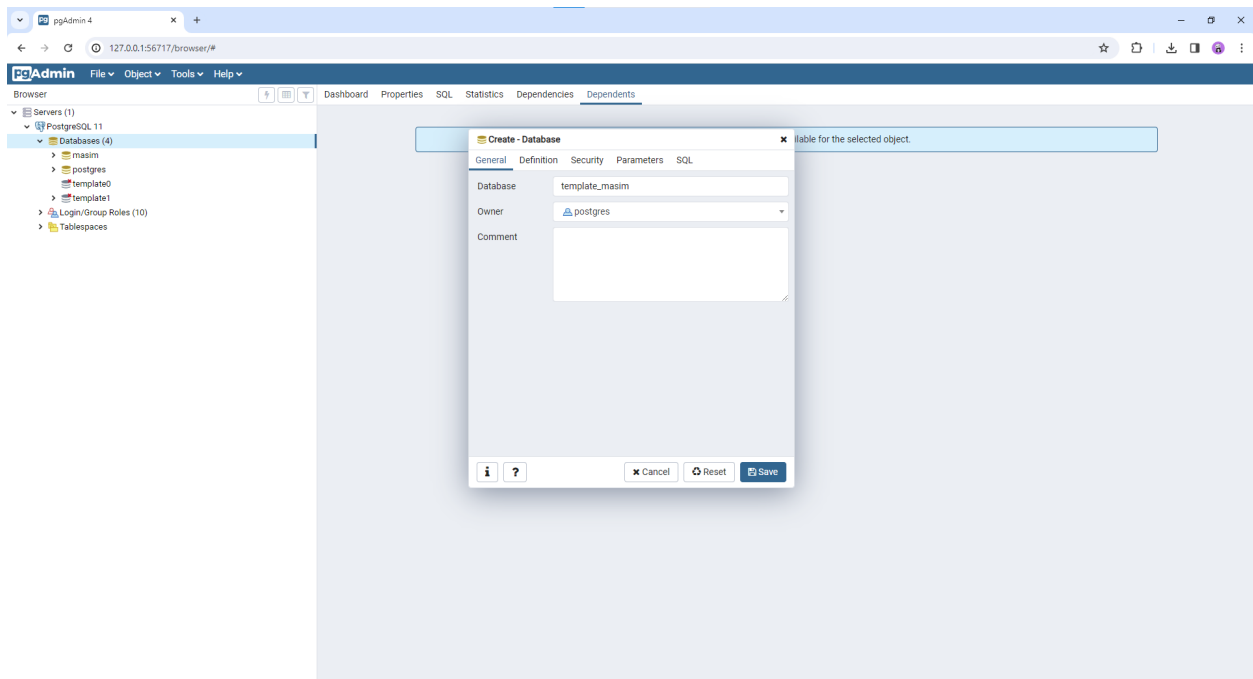 pgAdmin 4
127.0.0.1:56717/browser/#
pgAdmin File Object Tools Help
Browser
Dashboard Properties SQL Statistics Dependencies Dependents
Servers (1)
PostgreSQL 11
Databases (4)
masim
postgres
template0
template1
Login/Group Roles (10)
Tablespaces
ilable for the selected object.
Create - Database
General Definition Security Parameters SQL
Database template_masim
Owner postgres
Comment
i ? Cancel Reset Save